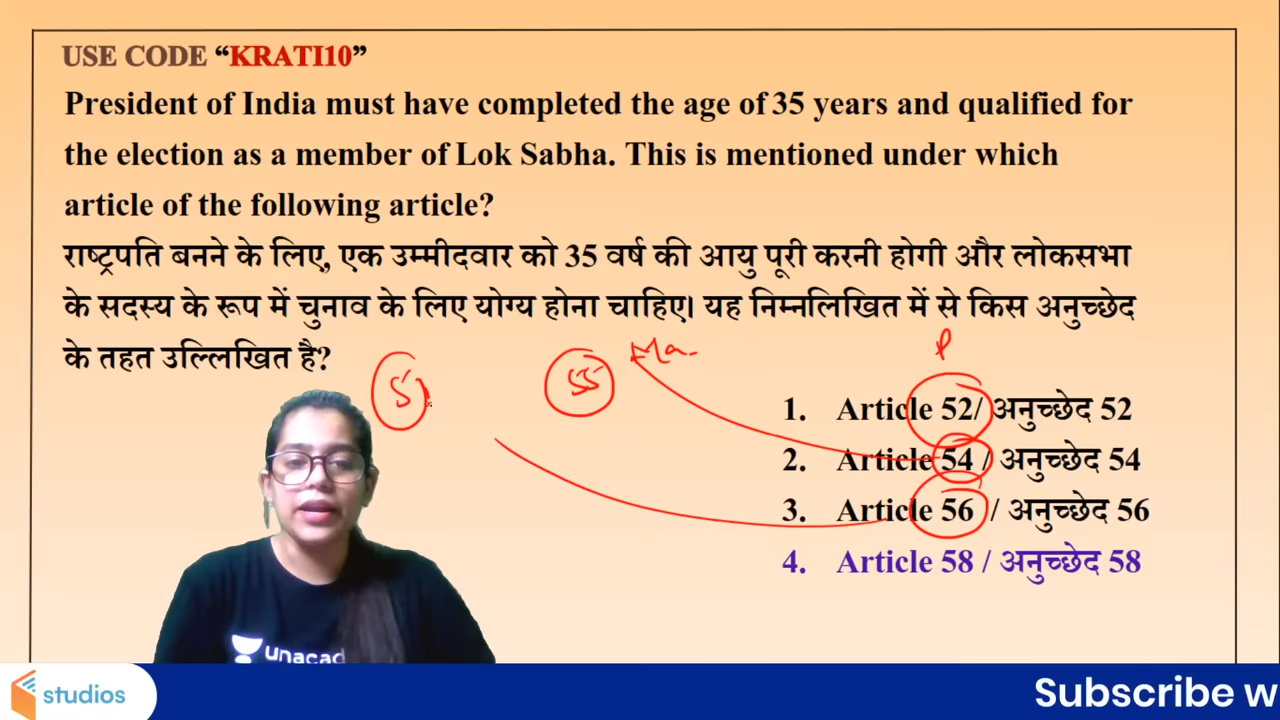 USE CODE “KRATI10”
President of India must have completed the age of 35 years and qualified for
the election as a member of Lok Sabha. This is mentioned under which
article of the following article?
राष्ट्रपति बनने के लिए, एक उम्मीदवार को 35 वर्ष की आयु पूरी करनी होगी और लोकसभा
के सदस्य के रूप में चुनाव के लिए योग्य होना चाहिए। यह निम्नलिखित में से किस अनुच्छेद
के तहत उल्लिखित है?
P
55
1. Article 52/ अनुच्छेद 52
2. Article 54 / अनुच्छेद 54
3. Article 56 / अनुच्छेद 56
4. Article 58 / अनुच्छेद 58
unacad
studios
Subscribe w